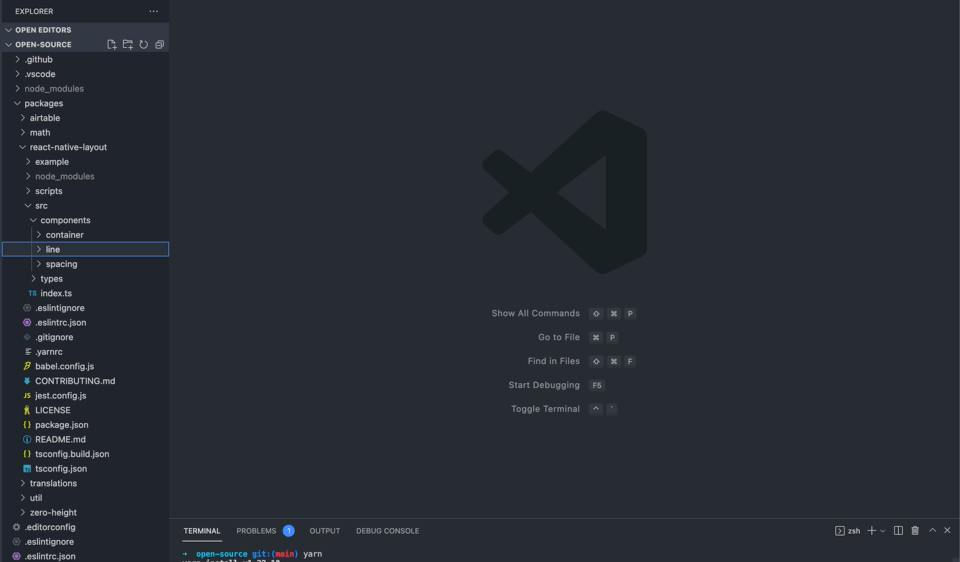 EXPLORER
OPEN EDITORS
OPEN-SOURCE
.github
.vscode
node_modules
packages
airtable
math
react-native-layout
example
node_modules
scripts
src
components
container
line
spacing
types
TS index.ts
.eslintignore
.eslintrc.json
.gitignore
.yarnrc
babel.config.js
CONTRIBUTING.md
JS jest.config.js
LICENSE
{} package.json
README.md
{} tsconfig.build.json
tsconfig.json
translations
util
zero-height
.editorconfig
.eslintignore
.eslintrc.json
Show All Commands ⇧ ⌘ P
Go to File ⌘ P
Find in Files ⇧ ⌘ F
Start Debugging F5
Toggle Terminal ^ `
TERMINAL PROBLEMS 1 OUTPUT DEBUG CONSOLE zsh
→ open-source git:(main) yarn